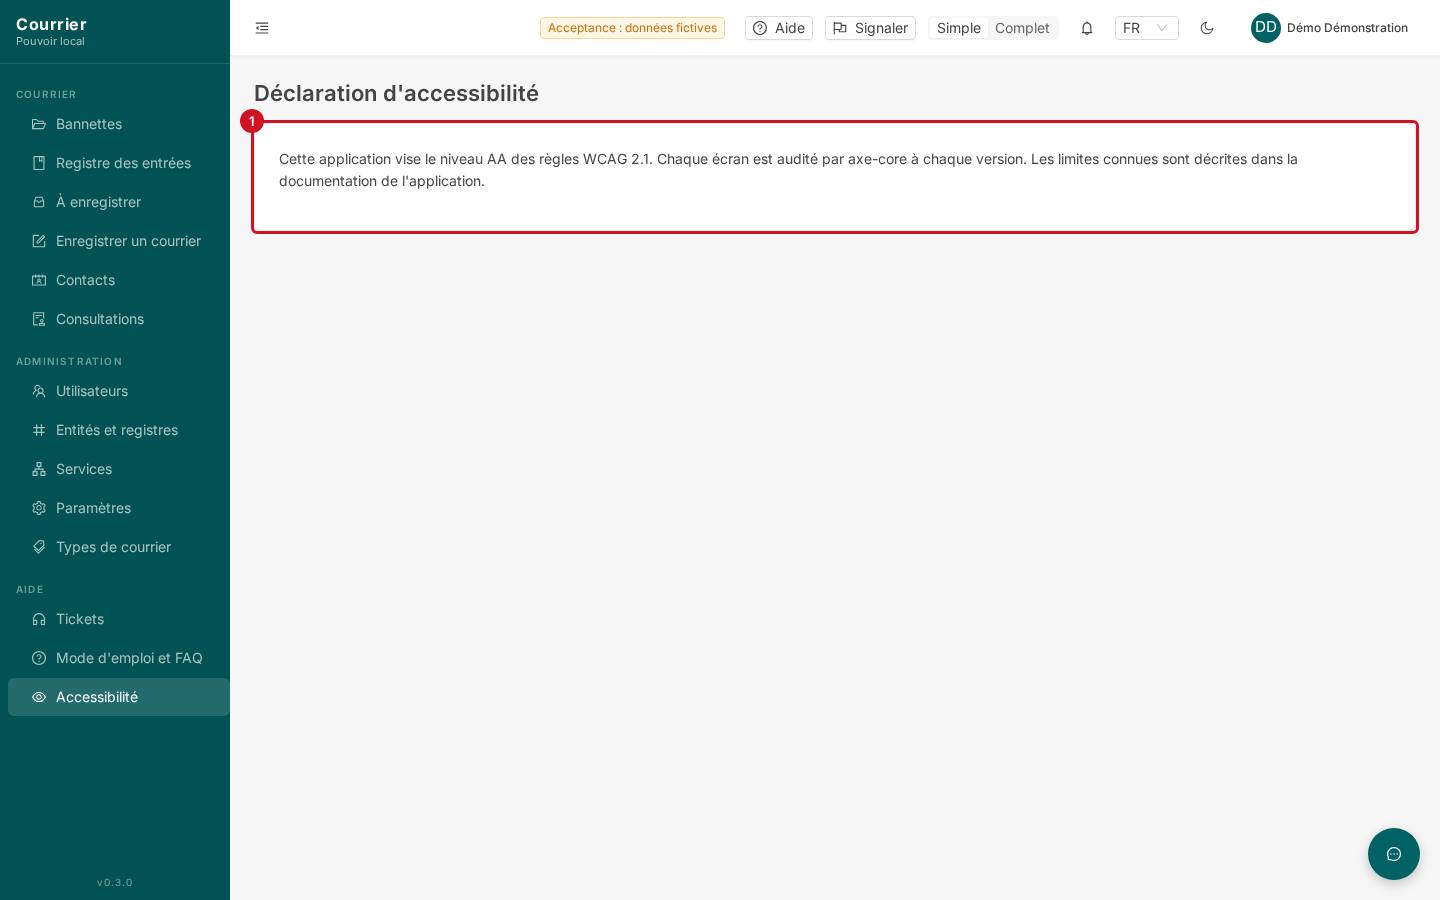 Courrier
Pouvoir local
Acceptance : données fictives
Aide
Signaler
Simple
Complet
FR
DD
Démo Démonstration
COURRIER
Bannettes
Registre des entrées
À enregistrer
Enregistrer un courrier
Contacts
Consultations
ADMINISTRATION
Utilisateurs
Entités et registres
Services
Paramètres
Types de courrier
AIDE
Tickets
Mode d'emploi et FAQ
Accessibilité
v0.3.0
Déclaration d'accessibilité
1
Cette application vise le niveau AA des règles WCAG 2.1. Chaque écran est audité par axe-core à chaque version. Les limites connues sont décrites dans la
documentation de l'application.